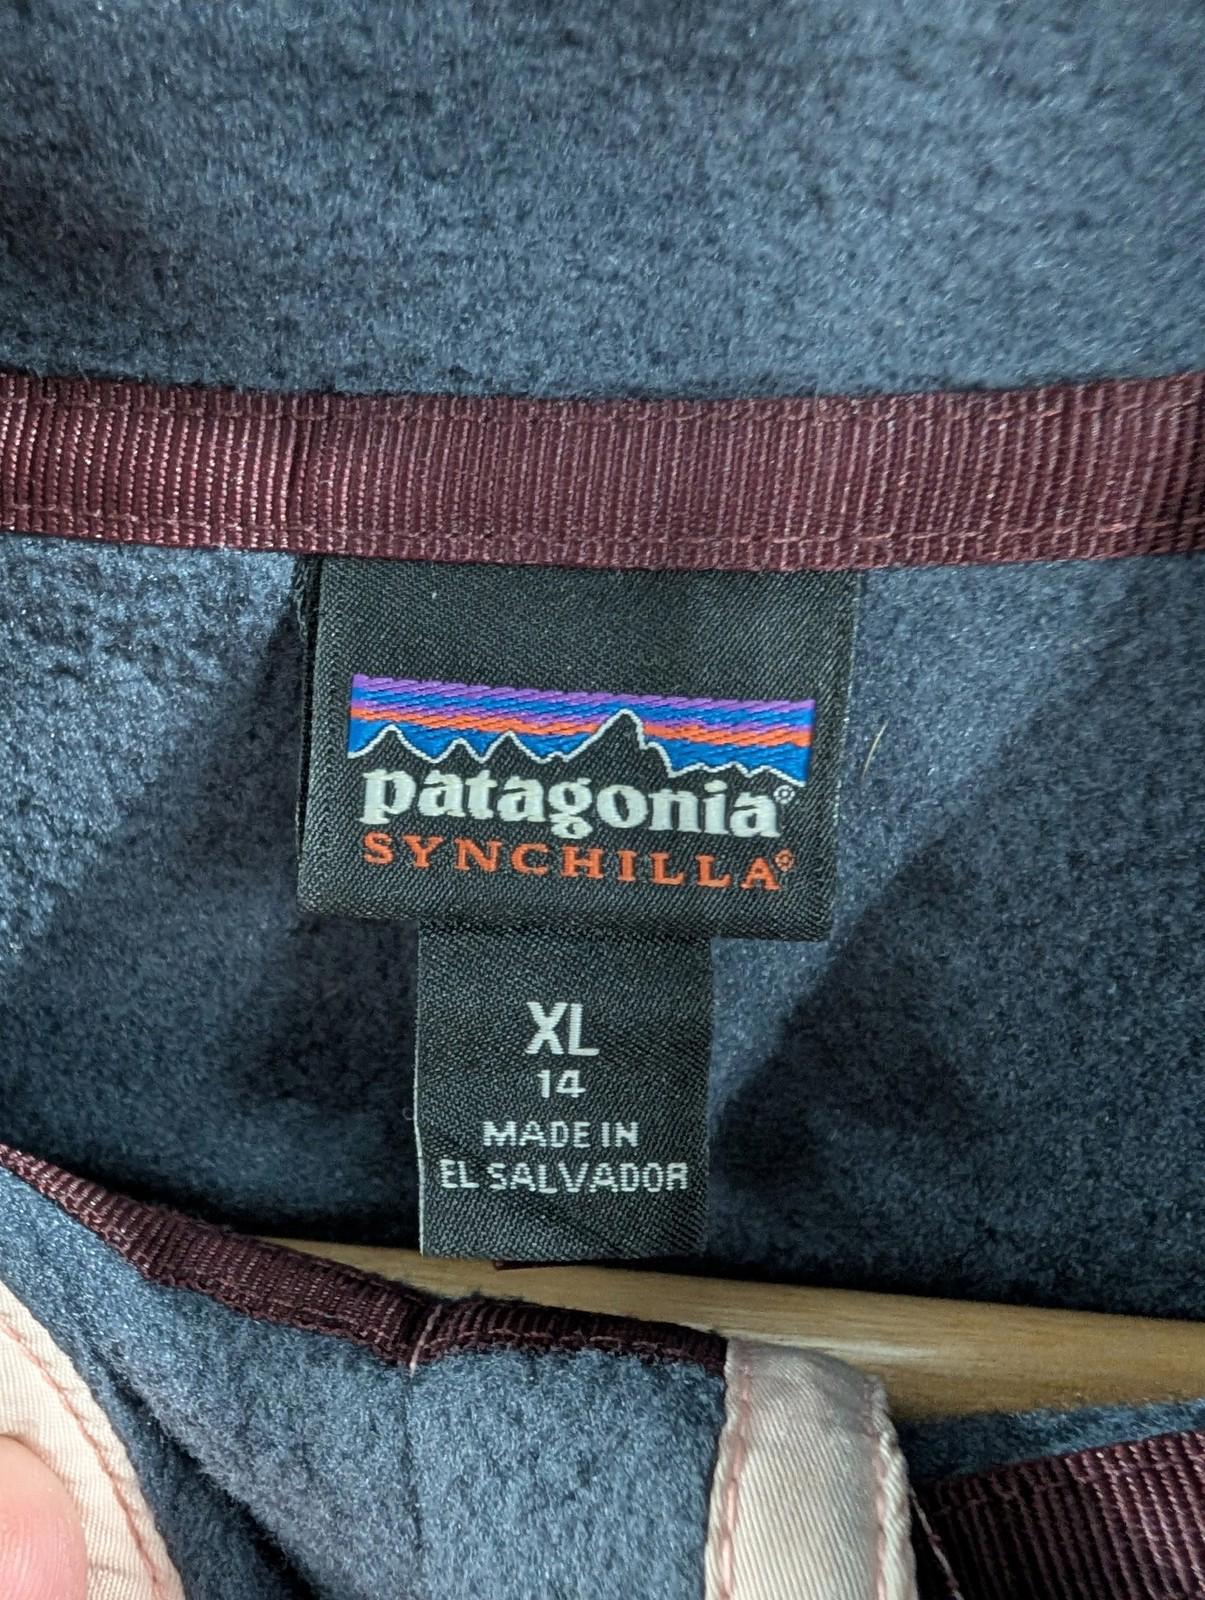 patagonia®
SYNCHILLA®
XL
14
MADE IN
EL SALVADOR